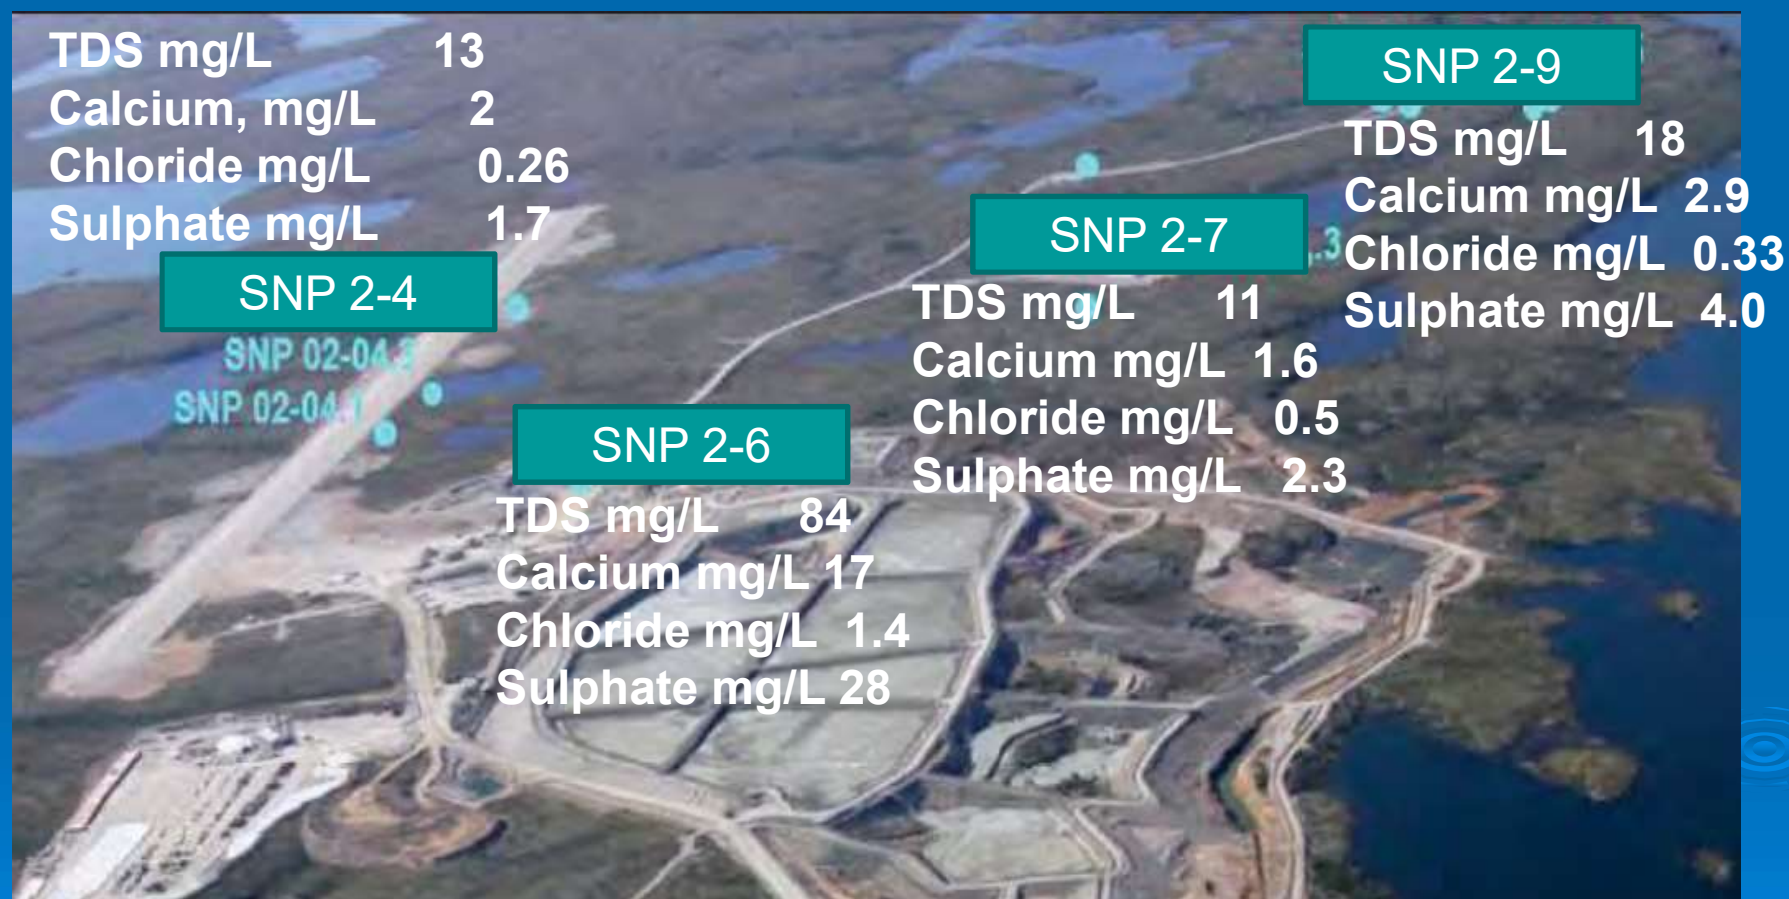 TDS mg/L 13
Calcium, mg/L 2
Chloride mg/L 0.26
Sulphate mg/L 1.7
SNP 2-4
SNP 02-04.3
SNP 02-04.1
SNP 2-6
TDS mg/L 84
Calcium mg/L 17
Chloride mg/L 1.4
Sulphate mg/L 28
SNP 2-7
.3
TDS mg/L 11
Calcium mg/L 1.6
Chloride mg/L 0.5
Sulphate mg/L 2.3
SNP 2-9
TDS mg/L 18
Calcium mg/L 2.9
Chloride mg/L 0.33
Sulphate mg/L 4.0